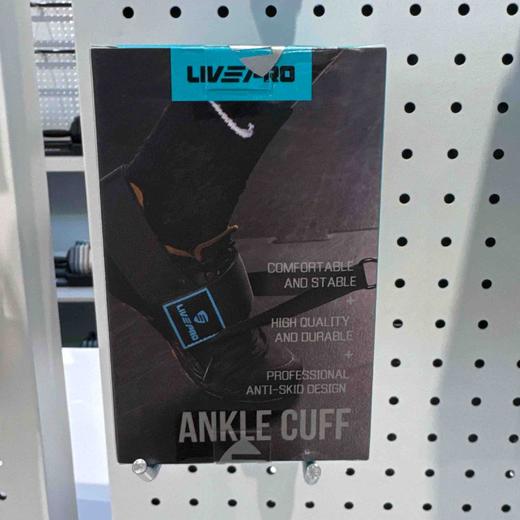 LIVEPRO
COMFORTABLE
AND STABLE
+
HIGH QUALITY
AND DURABLE
+
PROFESSIONAL
ANTI-SKID DESIGN
LIVEPRO
ANKLE CUFF